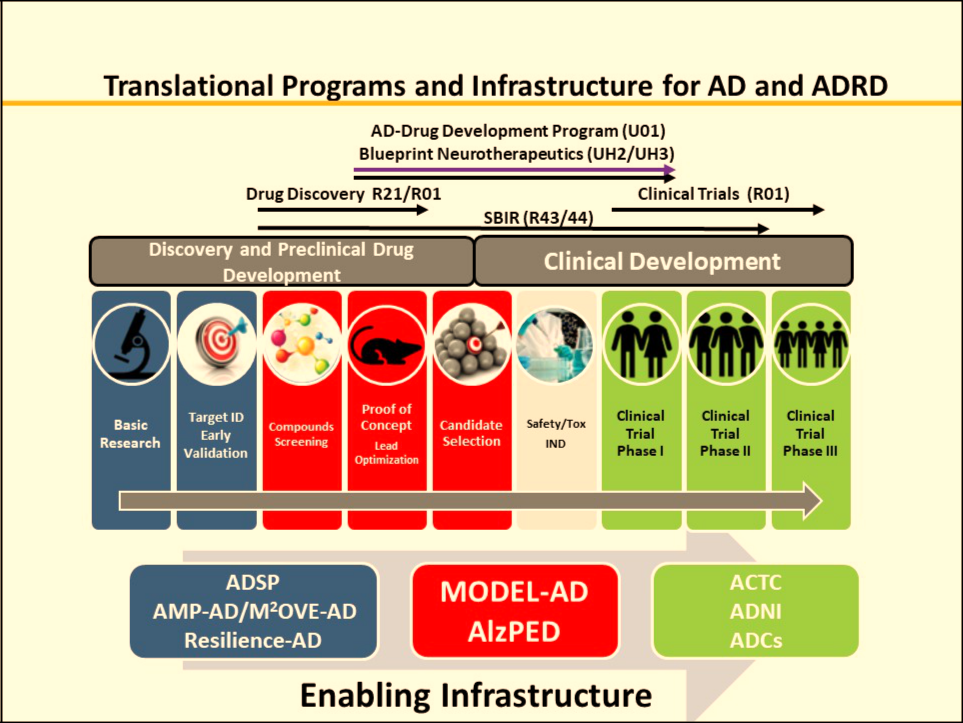 Translational Programs and Infrastructure for AD and ADRD
AD-Drug Development Program (U01)
Blueprint Neurotherapeutics (UH2/UH3)
Drug Discovery R21/R01
Clinical Trials (R01)
SBIR (R43/44)
Discovery and Preclinical Drug
Development
Clinical Development
Basic
Research
Target ID
Early
Validation
Compounds
Screening
Proof of
Concept
Lead
Optimization
Candidate
Selection
Safety/Tox
IND
Clinical
Trial
Phase I
Clinical
Trial
Phase II
Clinical
Trial
Phase III
ADSP
AMP-AD/M²OVE-AD
Resilience-AD
MODEL-AD
AlzPED
ACTC
ADNI
ADCs
Enabling Infrastructure